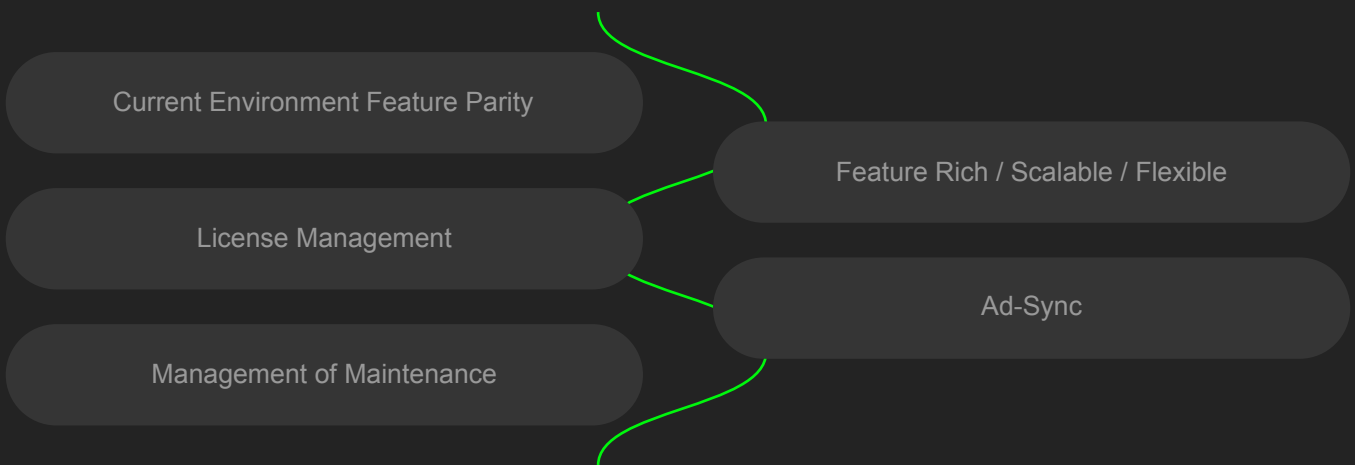 Current Environment Feature Parity
Feature Rich / Scalable / Flexible
License Management
Ad-Sync
Management of Maintenance